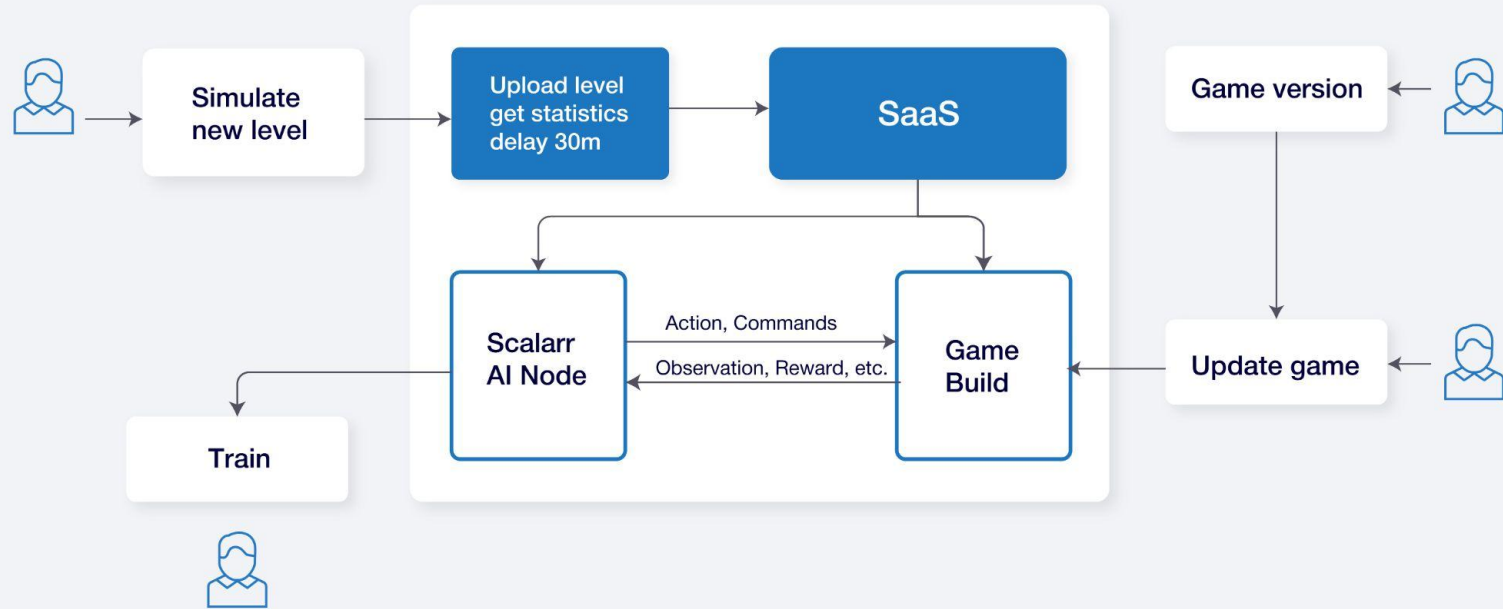 Simulate
new level
Upload level
get statistics
delay 30m
SaaS
Game version
Scalarr
AI Node
Action, Commands
Observation, Reward, etc.
Game
Build
Update game
Train